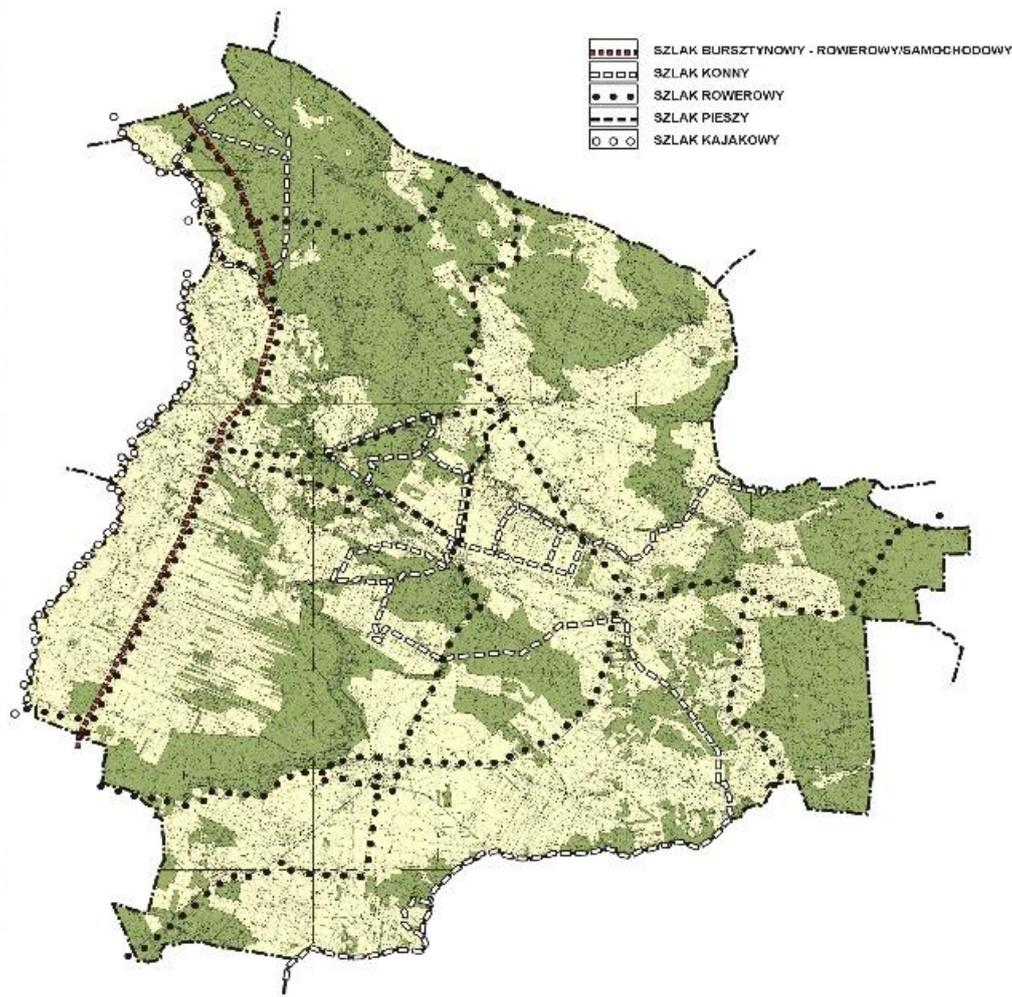 SZLAK BURSZTYNOWY - ROWEROWY/SAMOCHODOWY
SZLAK KONNY
SZLAK ROWEROWY
SZLAK PIESZY
SZLAK KAJAKOWY